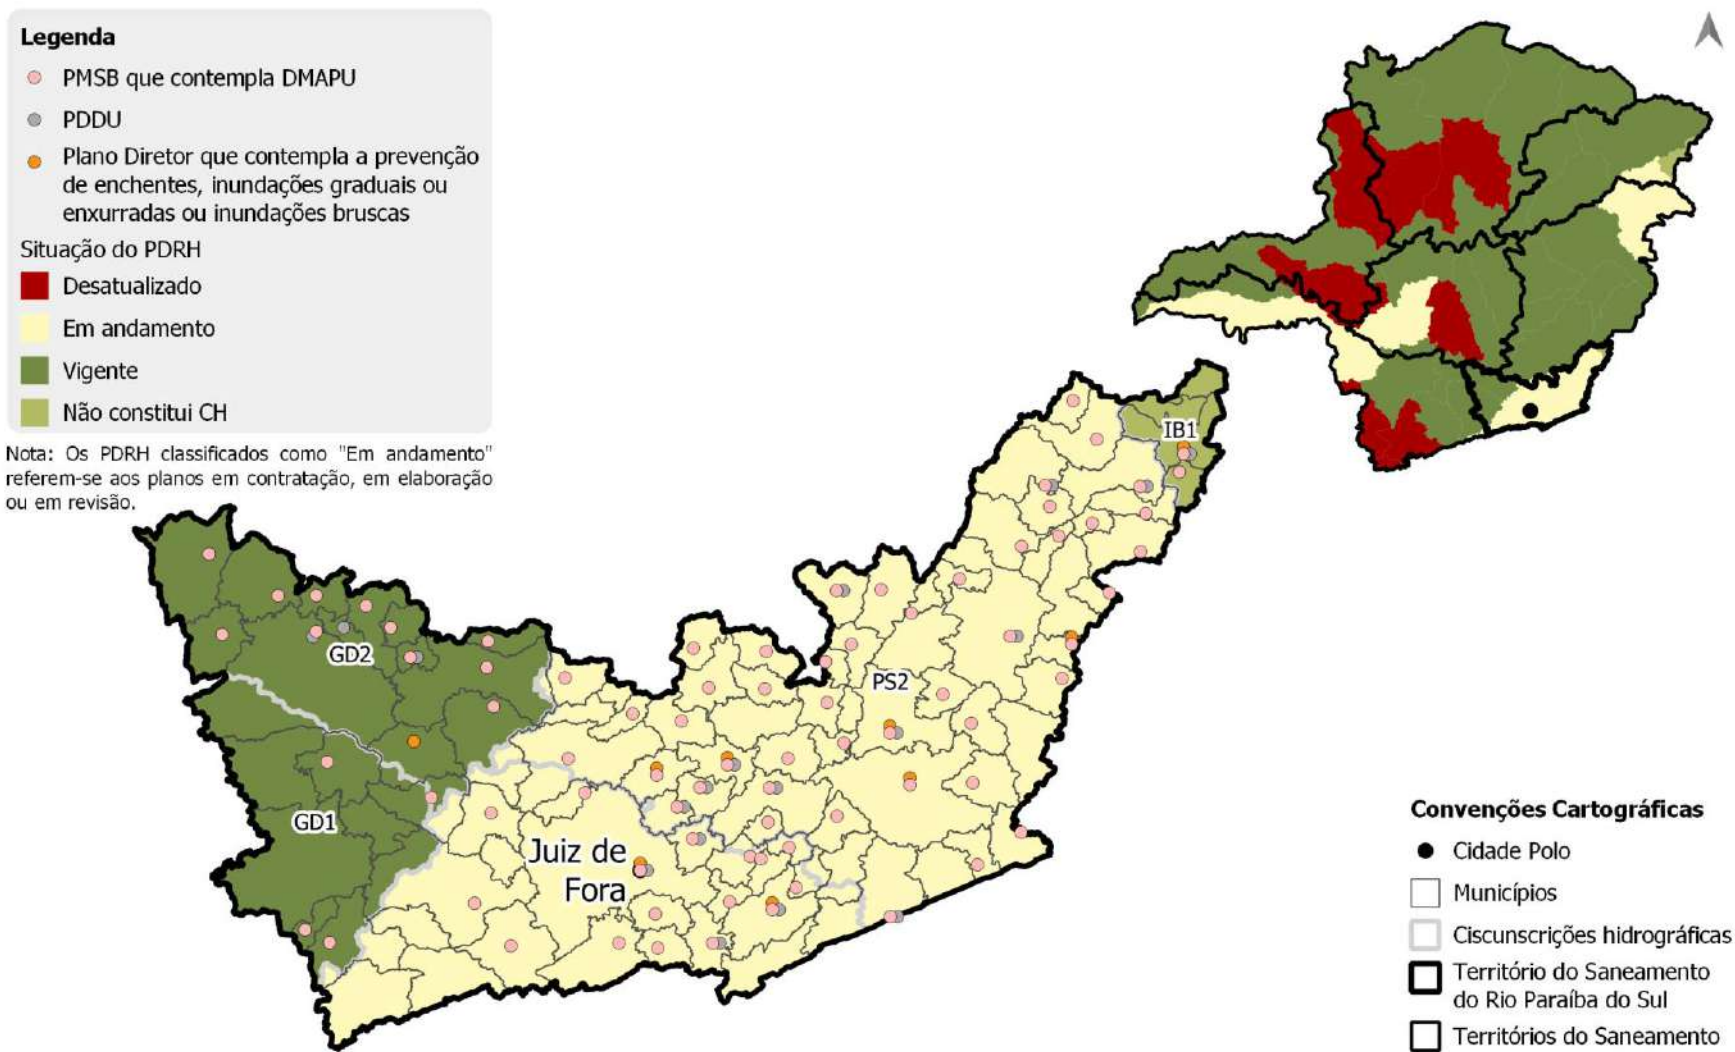 Legenda
PMSB que contempla DMAPU
PDDU
Plano Diretor que contempla a prevenção
de enchentes, inundações graduais ou
enxurradas ou inundações bruscas
Situação do PDRH
Desatualizado
Em andamento
Vigente
Não constitui CH
Nota: Os PDRH classificados como "Em andamento"
referem-se aos planos em contratação, em elaboração
ou em revisão.
IB1
GD2
PS2
GD1
Juiz de
Fora
Convenções Cartográficas
Cidade Polo
Municípios
Ciscunscrições hidrográficas
Território do Saneamento
do Rio Paraíba do Sul
Territórios do Saneamento